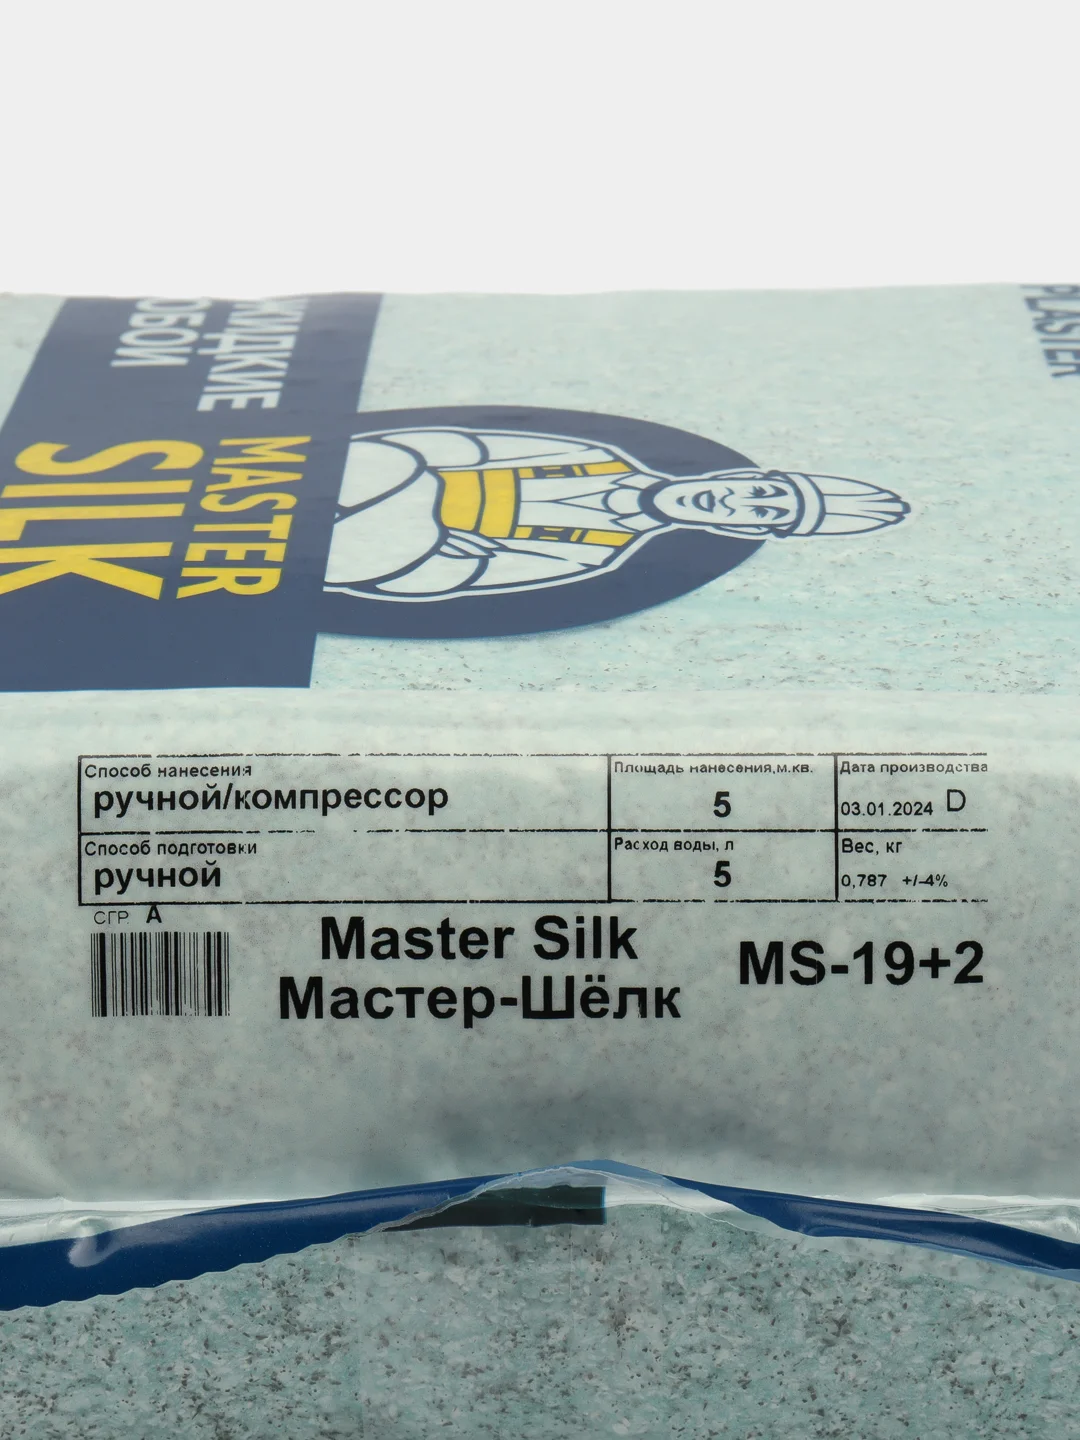 ЖИДКИЕ
ОБОИ
MASTER
SILK
PLASTER
Способ нанесения
ручной/компрессор
Площадь нанесения,м.кв.
5
Дата производства
03.01.2024 D
Способ подготовки
ручной
Расход воды, л
5
Вес, кг
0,787 +/-4%
СГР А
Master Silk
Мастер-Шёлк
MS-19+2